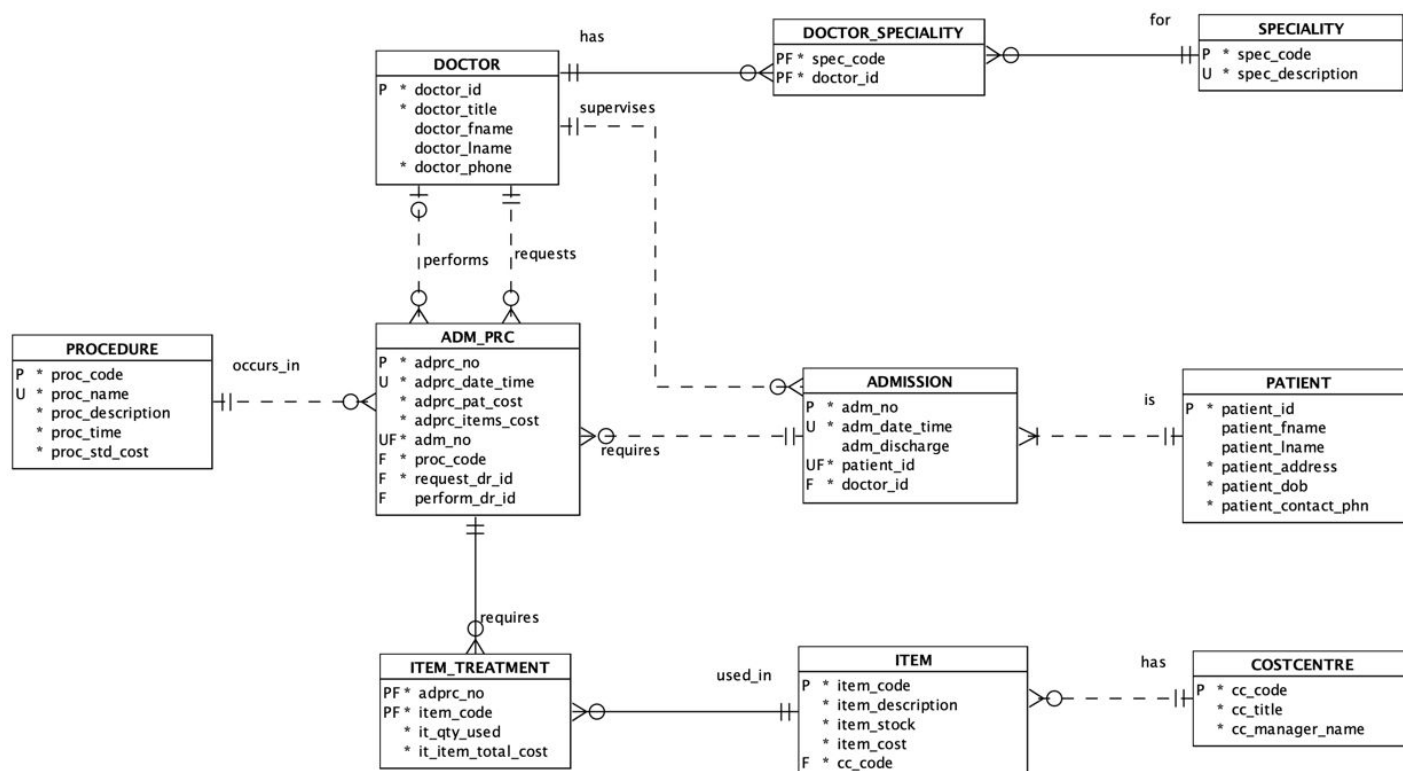 has
DOCTOR_SPECIALITY
PF * spec_code
PF * doctor_id
for
SPECIALITY
P * spec_code
U * spec_description
DOCTOR
P * doctor_id
* doctor_title
doctor_fname
doctor_lname
* doctor_phone
supervises
performs
requests
PROCEDURE
P * proc_code
U * proc_name
* proc_description
* proc_time
* proc_std_cost
occurs_in
ADM_PRC
P * adprc_no
U * adprc_date_time
* adprc_pat_cost
* adprc_items_cost
UF * adm_no
F * proc_code
F * request_dr_id
F perform_dr_id
requires
ADMISSION
P * adm_no
U * adm_date_time
adm_discharge
UF * patient_id
F * doctor_id
is
PATIENT
P * patient_id
patient_fname
patient_lname
* patient_address
* patient_dob
* patient_contact_phn
requires
ITEM_TREATMENT
PF * adprc_no
PF * item_code
* it_qty_used
* it_item_total_cost
used_in
ITEM
P * item_code
* item_description
* item_stock
* item_cost
F * cc_code
has
COSTCENTRE
P * cc_code
* cc_title
* cc_manager_name